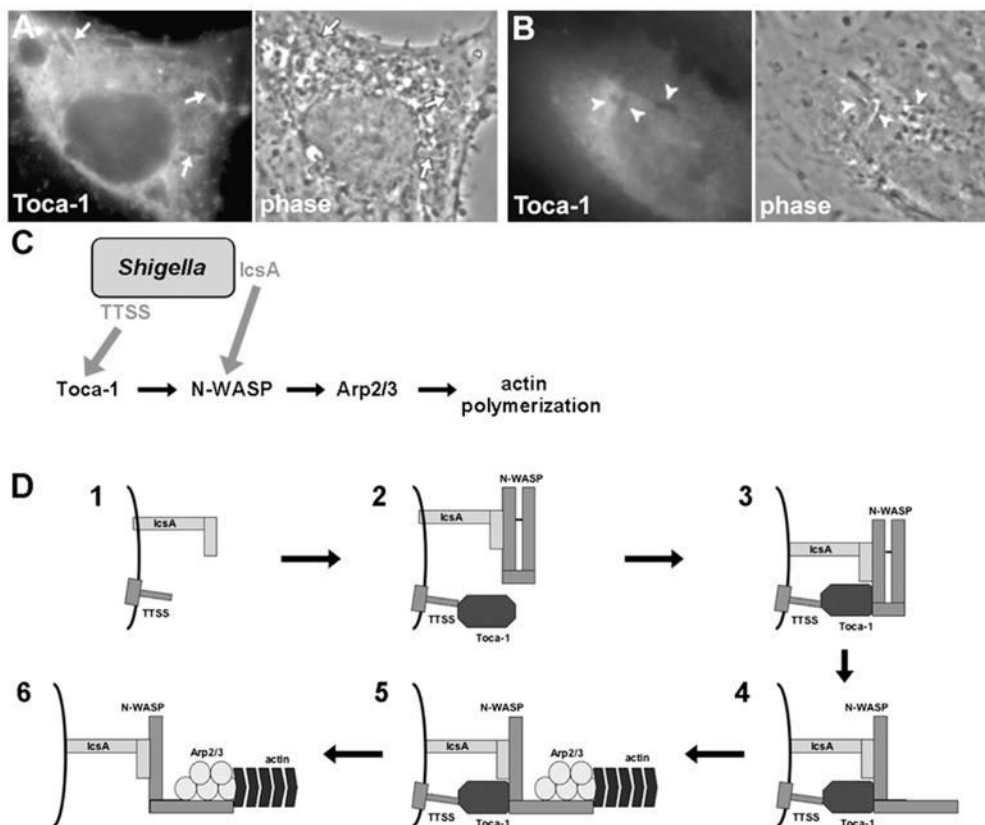 A
B
Toca-1
phase
Toca-1
phase
C
Shigella
IcsA
TTSS
Toca-1
N-WASP
Arp2/3
actin
polymerization
D
1
IcsA
TTSS
2
N-WASP
IcsA
TTSS
Toca-1
3
N-WASP
IcsA
TTSS
Toca-1
6
N-WASP
IcsA
Arp2/3
actin
5
N-WASP
IcsA
Arp2/3
actin
TTSS
Toca-1
4
N-WASP
IcsA
TTSS
Toca-1